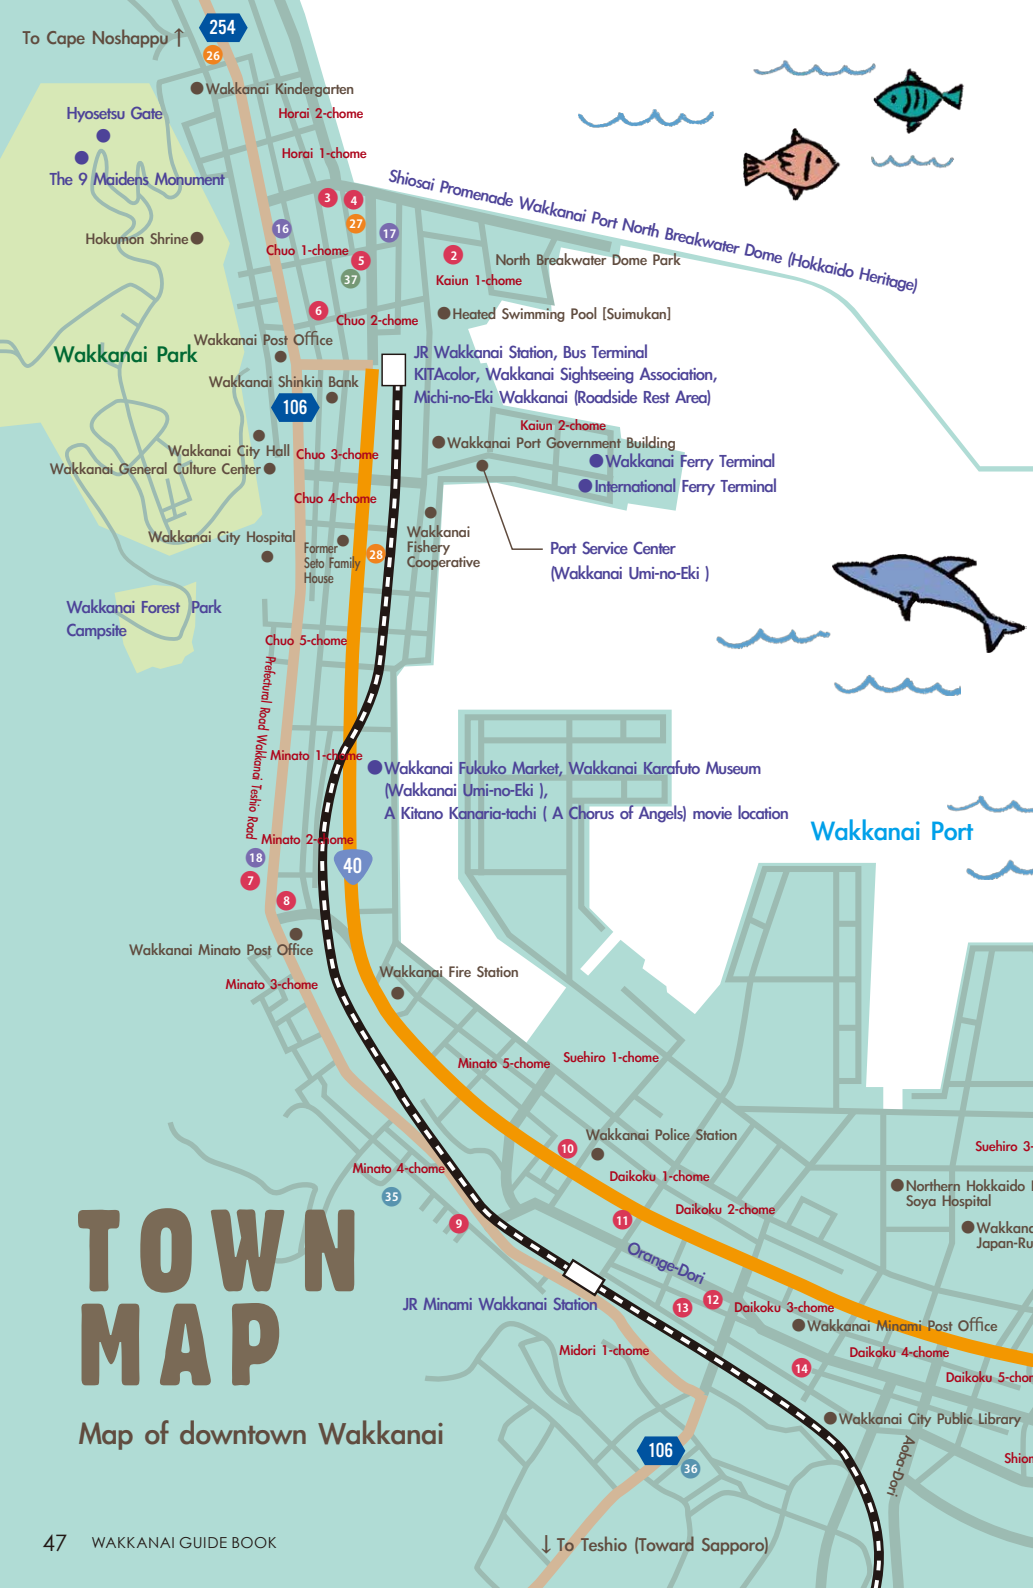 254
To Cape Noshappu ↑
26
Wakkanai Kindergarten
Hyosetsu Gate
Horai 2-chome
Horai 1-chome
The 9 Maidens Monument
Shiosai Promenade Wakkanai Port North Breakwater Dome (Hokkaido Heritage)
3
4
27
16
17
Hokumon Shrine
Chuo 1-chome
5
2
North Breakwater Dome Park
37
Kaiun 1-chome
6
Chuo 2-chome
Heated Swimming Pool [Suimukan]
Wakkanai Post Office
Wakkanai Park
JR Wakkanai Station, Bus Terminal
KITAcolor, Wakkanai Sightseeing Association,
Michi-no-Eki Wakkanai (Roadside Rest Area)
Wakkanai Shinkin Bank
106
Kaiun 2-chome
Wakkanai Port Government Building
Wakkanai City Hall
Chuo 3-chome
Wakkanai Ferry Terminal
Wakkanai General Culture Center
International Ferry Terminal
Chuo 4-chome
Wakkanai City Hospital
Former
Seto Family
House
28
Wakkanai
Fishery
Cooperative
Port Service Center
(Wakkanai Umi-no-Eki )
Wakkanai Forest Park
Campsite
Chuo 5-chome
Prefectural Road Wakkanai Teshio Road
Minato 1-chome
Wakkanai Fukuko Market, Wakkanai Karafuto Museum
(Wakkanai Umi-no-Eki ),
A Kitano Kanaria-tachi ( A Chorus of Angels) movie location
Wakkanai Port
Minato 2-chome
18
40
7
8
Wakkanai Minato Post Office
Minato 3-chome
Wakkanai Fire Station
Minato 5-chome
Suehiro 1-chome
10
Wakkanai Police Station
Suehiro 3-
Minato 4-chome
Daikoku 1-chome
35
Northern Hokkaido
Soya Hospital
Daikoku 2-chome
9
11
Japan-Ru
Orange-Dori
TOWN
MAP
JR Minami Wakkanai Station
12
13
Daikoku 3-chome
Wakkanai Minami Post Office
Midori 1-chome
Daikoku 4-chome
14
Daikoku 5-chom
Wakkanai City Public Library
Map of downtown Wakkanai
106
36
Aoba-Dori
Shion
47 WAKKANAI GUIDE BOOK
↓ To Teshio (Toward Sapporo)